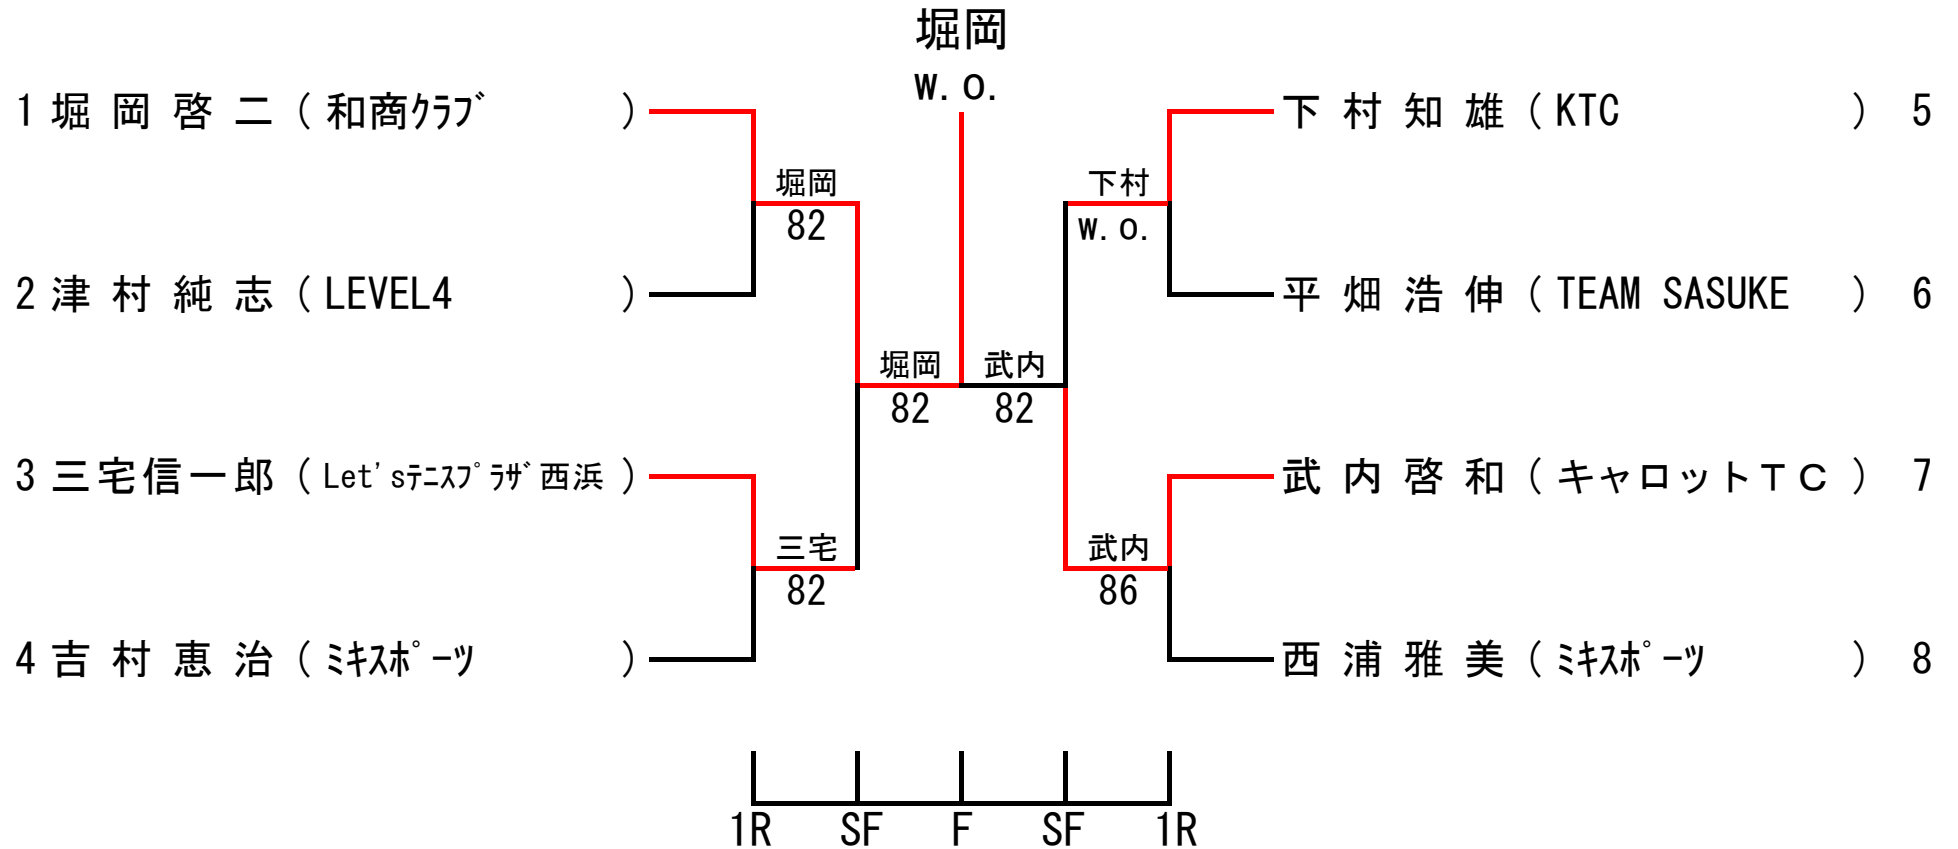 堀岡
W.O.
1 堀 岡 啓 二 ( 和商ｸﾗﾌﾞ )
下 村 知 雄 ( KTC ) 5
堀岡
82
下村
W.O.
2 津 村 純 志 ( LEVEL4 )
平 畑 浩 伸 ( TEAM SASUKE ) 6
堀岡
82
武内
82
3 三宅信一郎 ( Let'sﾃﾆｽﾌﾟﾗｻﾞ西浜 )
武 内 啓 和 ( キャロットＴＣ ) 7
三宅
82
武内
86
4 吉 村 恵 治 ( ﾐｷｽﾎﾟｰﾂ )
西 浦 雅 美 ( ﾐｷｽﾎﾟｰﾂ ) 8
1R SF F SF 1R